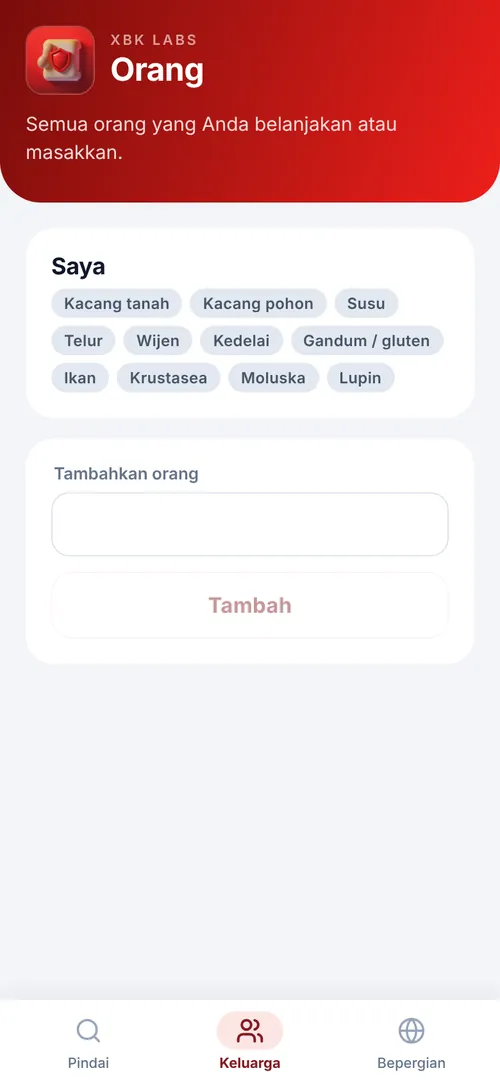 XBK LABS
Orang
Semua orang yang Anda belanjakan atau
masakkan.
Saya
Kacang tanah Kacang pohon Susu
Telur Wijen Kedelai Gandum / gluten
Ikan Krustasea Moluska Lupin
Tambahkan orang
Tambah
Pindai Keluarga Bepergian